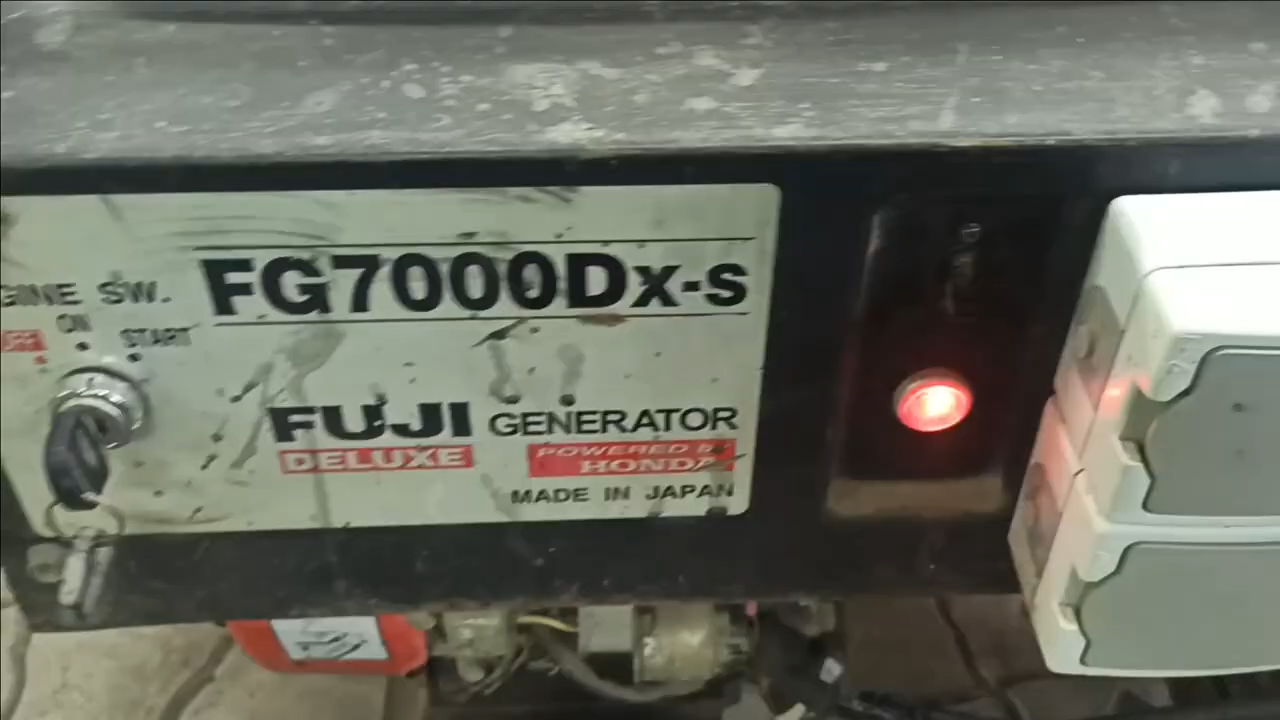 GINE SW.
OFF
ON
START
FG7000Dx-s
FUJI GENERATOR
DELUXE
POWERED BY
HONDA
MADE IN JAPAN